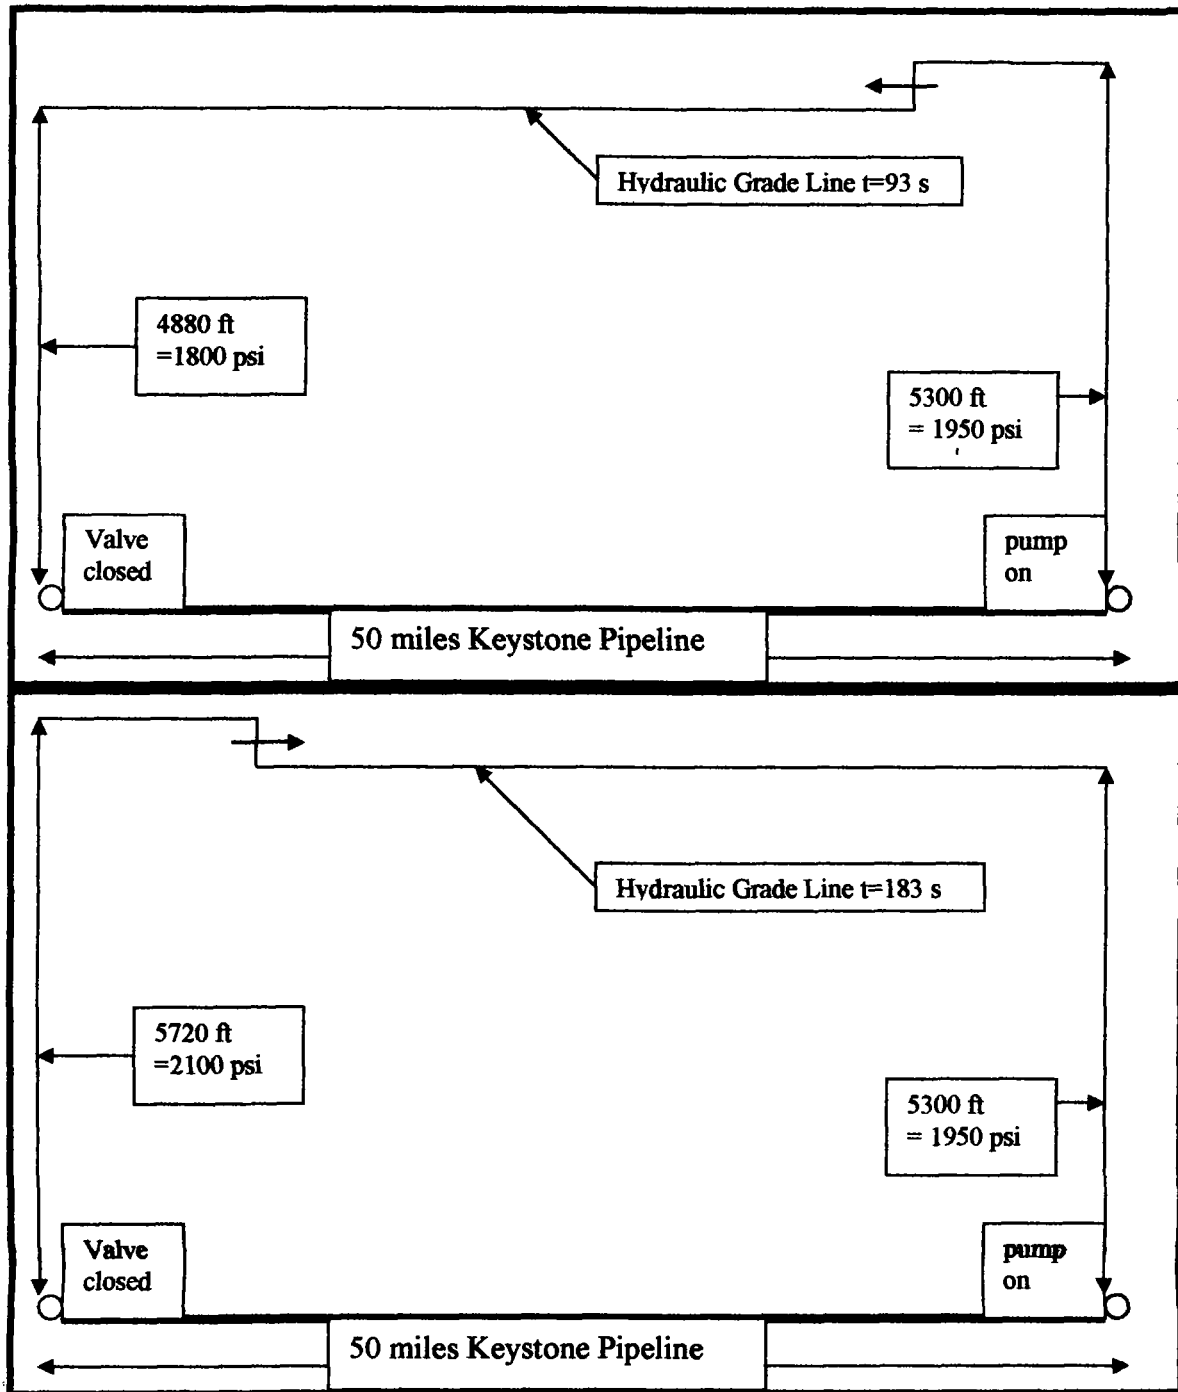 Hydraulic Grade Line t=93 s
4880 ft
=1800 psi
5300 ft
= 1950 psi
Valve
closed
pump
on
50 miles Keystone Pipeline
Hydraulic Grade Line t=183 s
5720 ft
=2100 psi
5300 ft
= 1950 psi
Valve
closed
pump
on
50 miles Keystone Pipeline